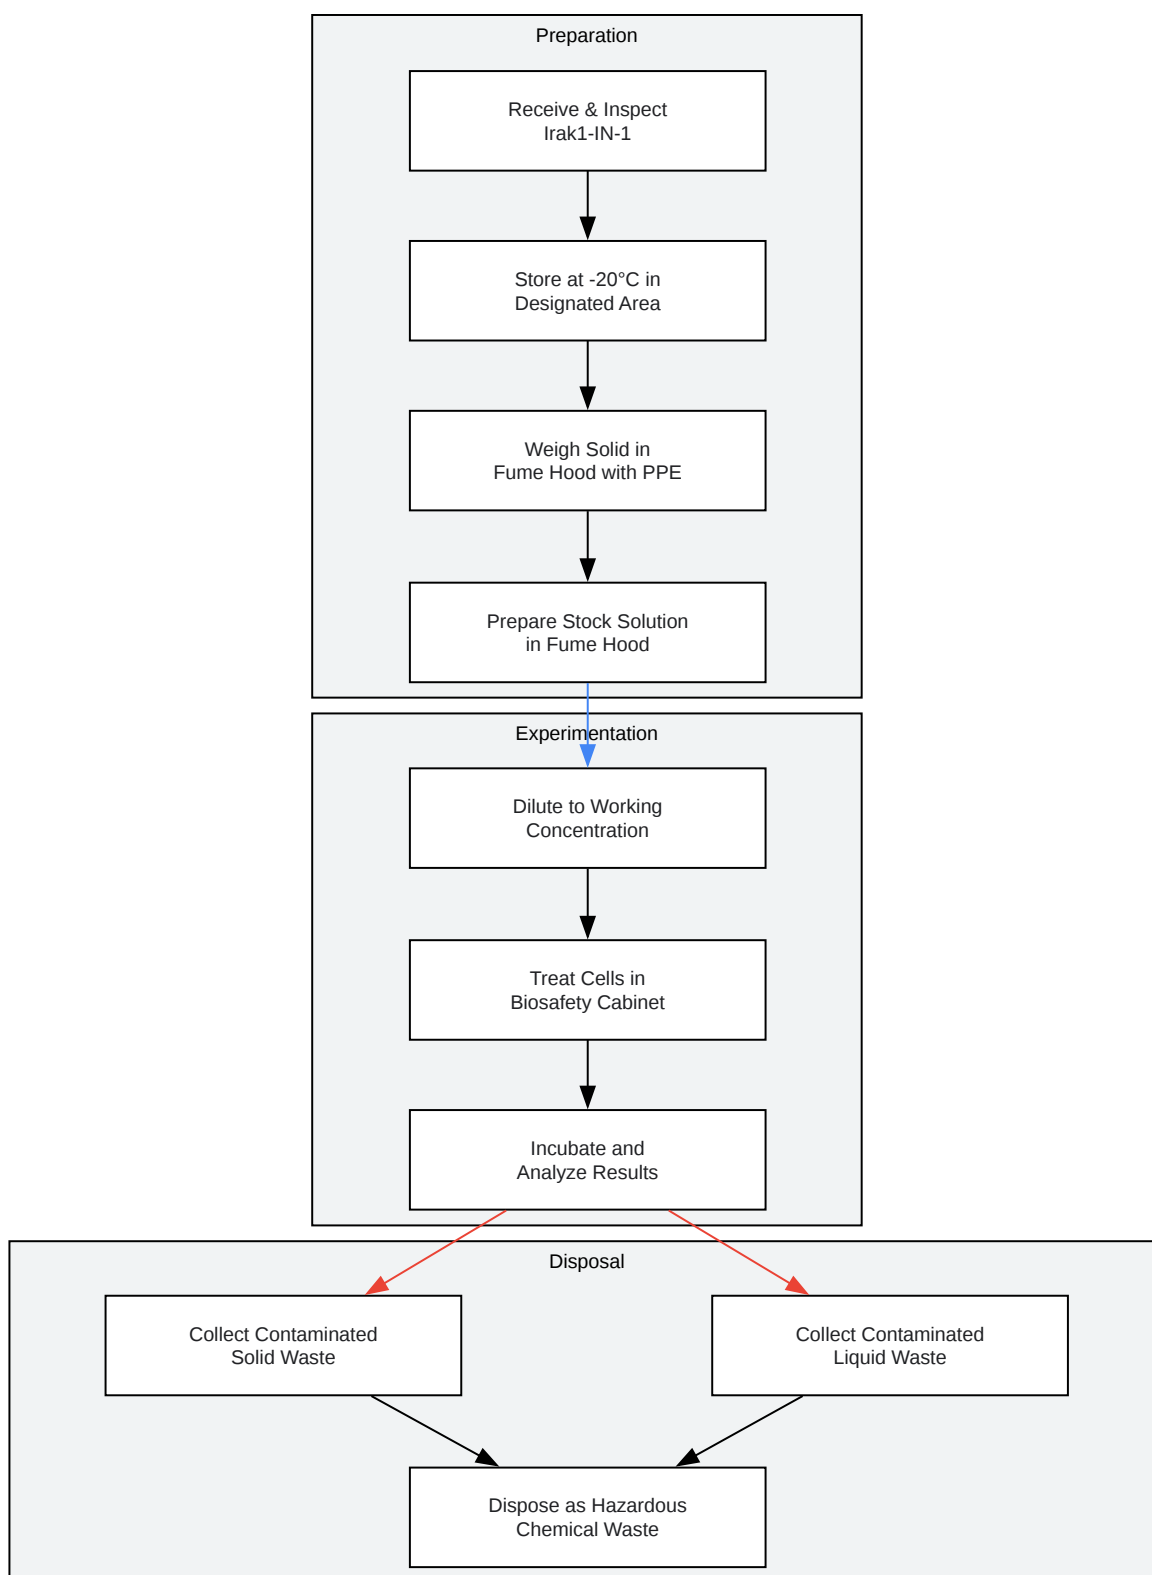 Preparation
Receive & Inspect
Irak1-IN-1
Store at -20°C in
Designated Area
Weigh Solid in
Fume Hood with PPE
Prepare Stock Solution
in Fume Hood
Experimentation
Dilute to Working
Concentration
Treat Cells in
Biosafety Cabinet
Incubate and
Analyze Results
Disposal
Collect Contaminated
Solid Waste
Collect Contaminated
Liquid Waste
Dispose as Hazardous
Chemical Waste